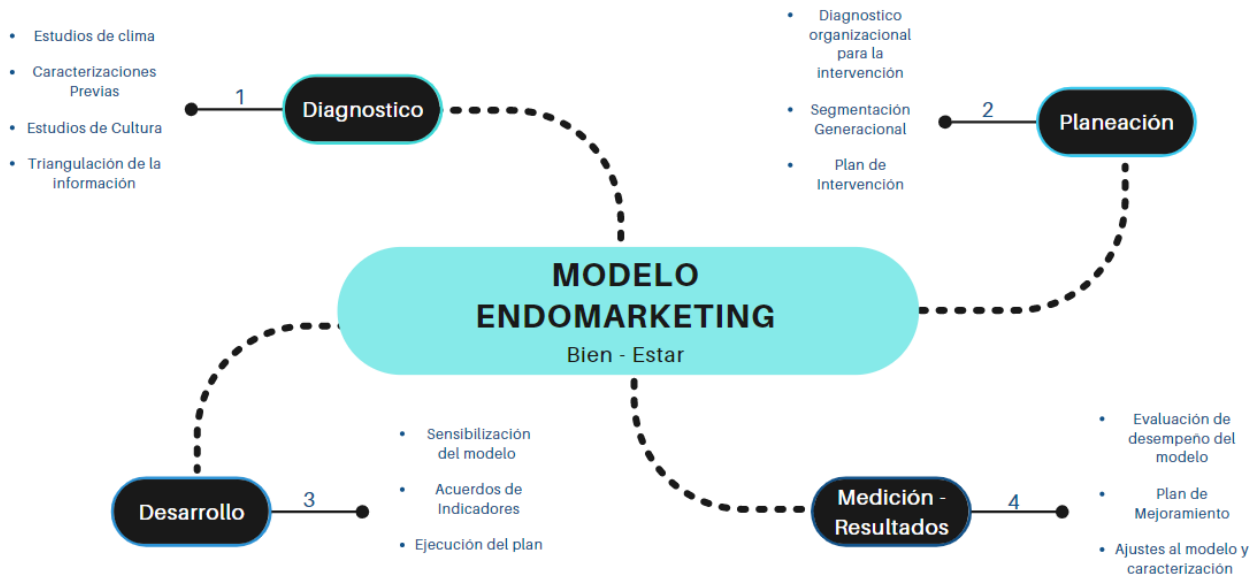 • Estudios de clima
• Caracterizaciones
Previas
• Estudios de Cultura
• Triangulación de la
información
1
Diagnostico
• Diagnostico
organizacional
para la
intervención
• Segmentación
Generacional
• Plan de
Intervención
2
Planeación
MODELO
ENDOMARKETING
Bien - Estar
Desarrollo
3
• Sensibilización
del modelo
• Acuerdos de
Indicadores
• Ejecución del plan
Medición -
Resultados
4
• Evaluación de
desempeño del
modelo
• Plan de
Mejoramiento
• Ajustes al modelo y
caracterización